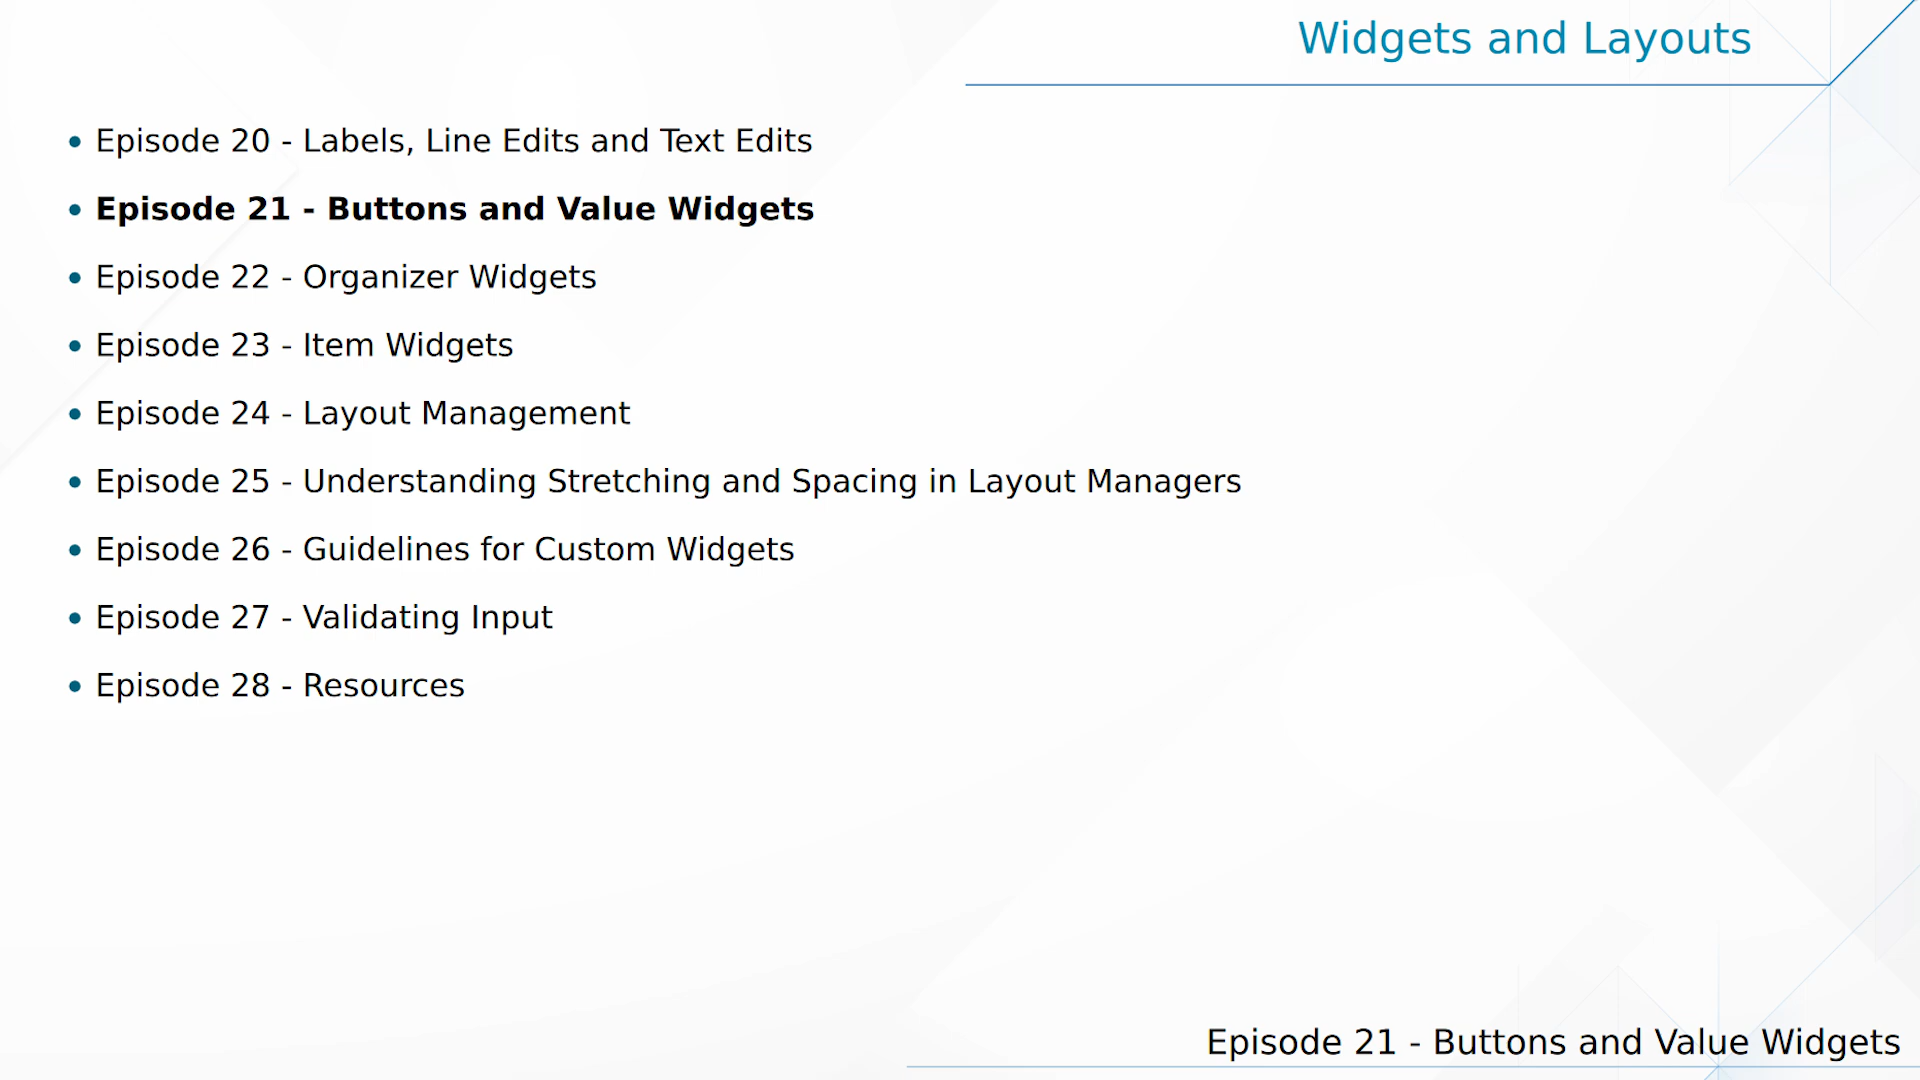 Widgets and Layouts
• Episode 20 - Labels, Line Edits and Text Edits
• Episode 21 - Buttons and Value Widgets
• Episode 22 - Organizer Widgets
• Episode 23 - Item Widgets
• Episode 24 - Layout Management
• Episode 25 - Understanding Stretching and Spacing in Layout Managers
• Episode 26 - Guidelines for Custom Widgets
• Episode 27 - Validating Input
• Episode 28 - Resources
Episode 21 - Buttons and Value Widgets